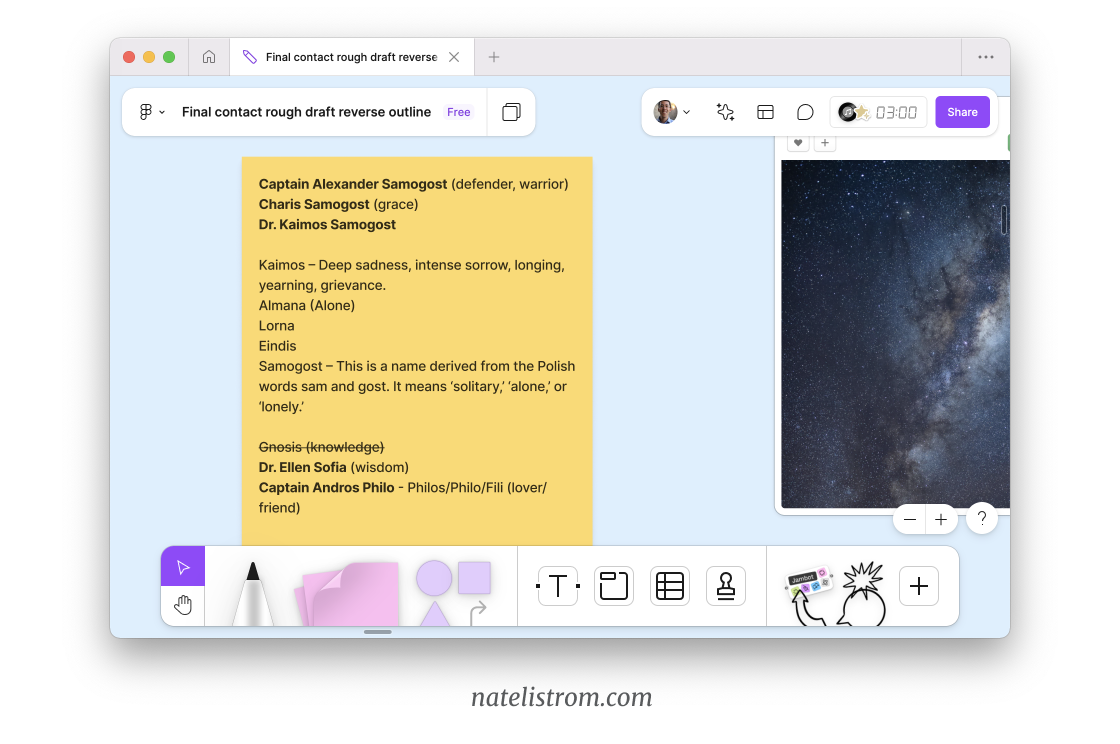 Final contact rough draft reverse
Final contact rough draft reverse outline
Free
03:00
Share
Captain Alexander Samogost (defender, warrior)
Charis Samogost (grace)
Dr. Kaimos Samogost
Kaimos – Deep sadness, intense sorrow, longing,
yearning, grievance.
Almana (Alone)
Lorna
Eindis
Samogost – This is a name derived from the Polish
words sam and gost. It means ‘solitary,’ ‘alone,’ or
‘lonely.’
Gnosis (knowledge)
Dr. Ellen Sofia (wisdom)
Captain Andros Philo - Philos/Philo/Fili (lover/
friend)
?
T
Jambot
natelistrom.com